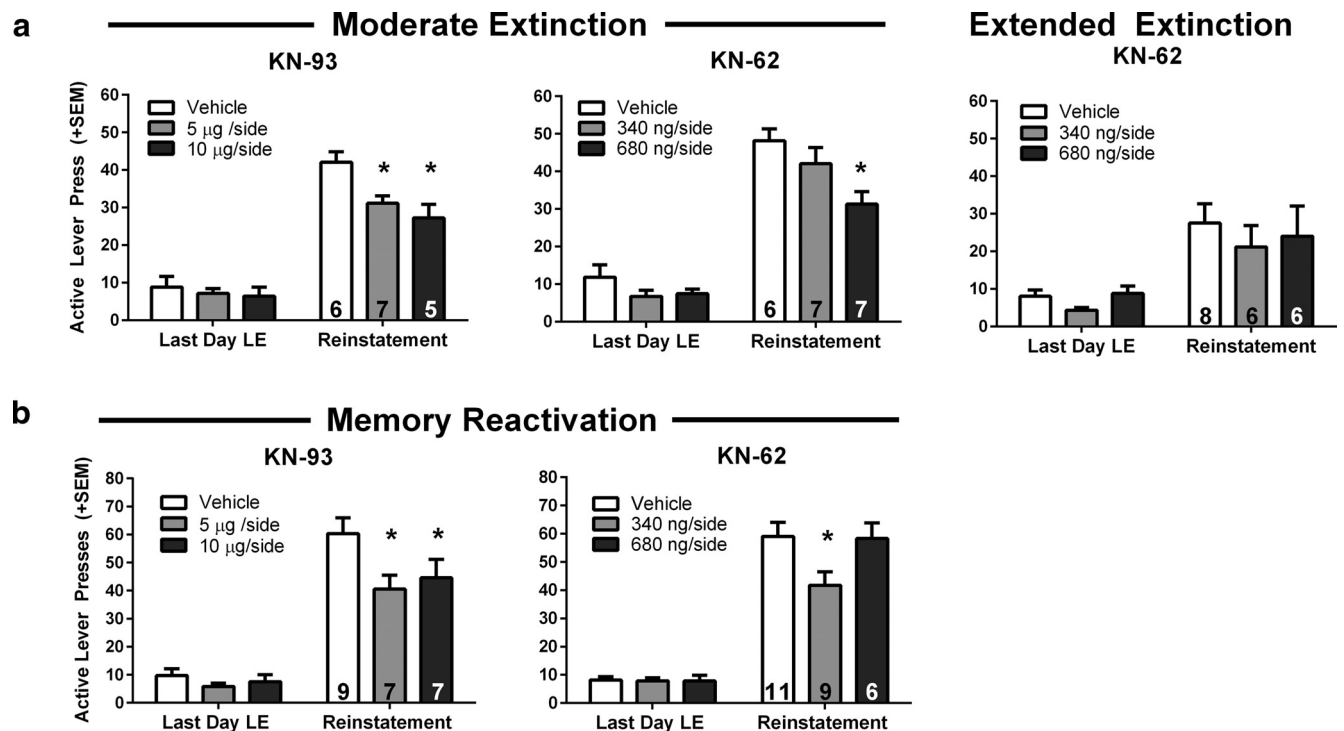 a
Moderate Extinction
Extended Extinction
KN-93
KN-62
KN-62
Active Lever Press (+SEM)
60
50
40
30
20
10
0
Vehicle
5 μg /side
10 μg/side
*
*
6
7
5
Last Day LE
Reinstatement
60
50
40
30
20
10
0
Vehicle
340 ng/side
680 ng/side
*
6
7
7
Last Day LE
Reinstatement
60
50
40
30
20
10
0
Vehicle
340 ng/side
680 ng/side
8
6
6
Last Day LE
Reinstatement
b
Memory Reactivation
KN-93
KN-62
Active Lever Presses (+SEM)
80
70
60
50
40
30
20
10
0
Vehicle
5 μg /side
10 μg/side
*
*
9
7
7
Last Day LE
Reinstatement
80
70
60
50
40
30
20
10
0
Vehicle
340 ng/side
680 ng/side
*
11
9
6
Last Day LE
Reinstatement